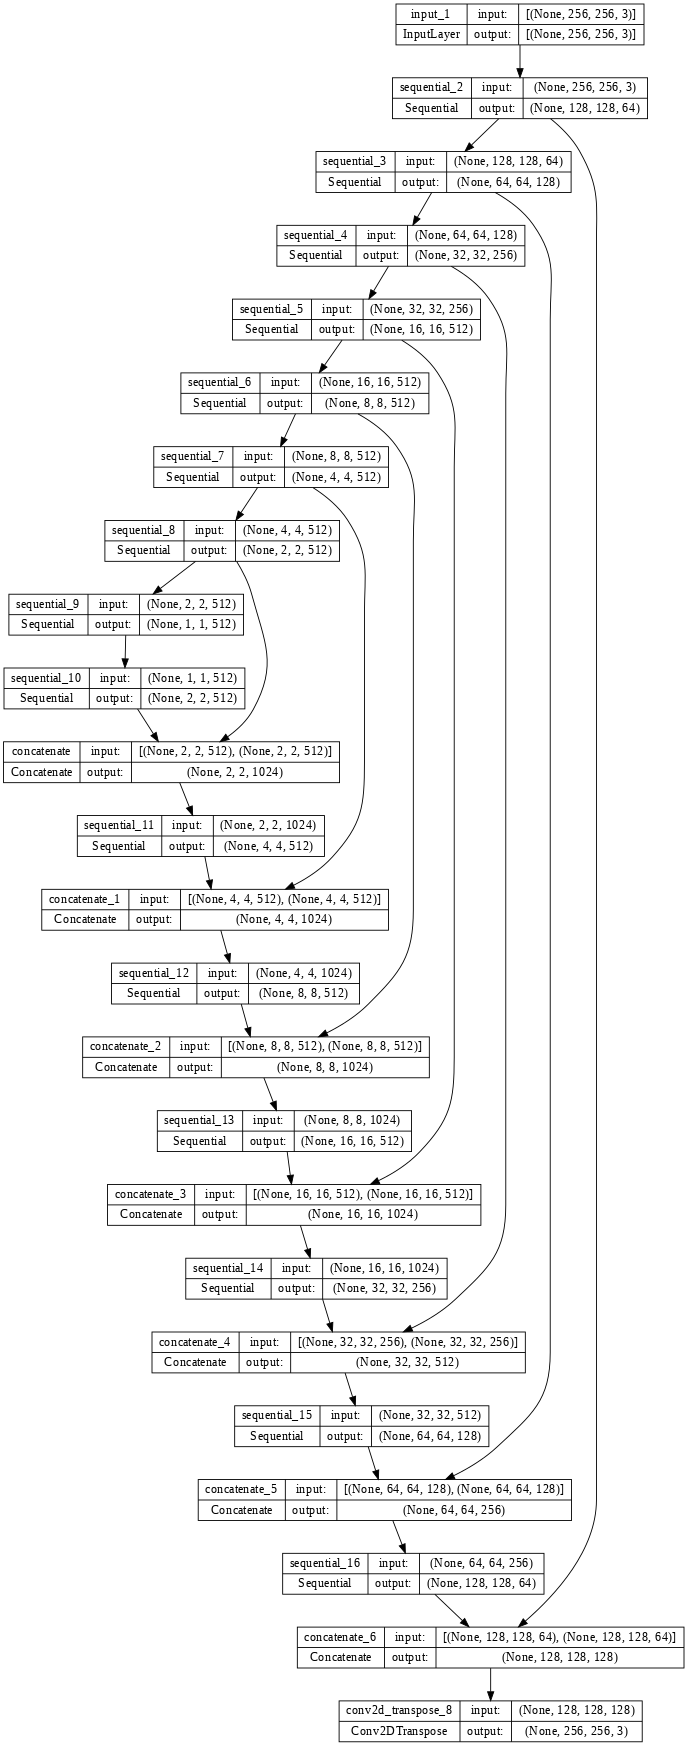 input_1 input: [(None, 256, 256, 3)]
InputLayer output: [(None, 256, 256, 3)]
sequential_2 input: (None, 256, 256, 3)
Sequential output: (None, 128, 128, 64)
sequential_3 input: (None, 128, 128, 64)
Sequential output: (None, 64, 64, 128)
sequential_4 input: (None, 64, 64, 128)
Sequential output: (None, 32, 32, 256)
sequential_5 input: (None, 32, 32, 256)
Sequential output: (None, 16, 16, 512)
sequential_6 input: (None, 16, 16, 512)
Sequential output: (None, 8, 8, 512)
sequential_7 input: (None, 8, 8, 512)
Sequential output: (None, 4, 4, 512)
sequential_8 input: (None, 4, 4, 512)
Sequential output: (None, 2, 2, 512)
sequential_9 input: (None, 2, 2, 512)
Sequential output: (None, 1, 1, 512)
sequential_10 input: (None, 1, 1, 512)
Sequential output: (None, 2, 2, 512)
concatenate input: [(None, 2, 2, 512), (None, 2, 2, 512)]
Concatenate output: (None, 2, 2, 1024)
sequential_11 input: (None, 2, 2, 1024)
Sequential output: (None, 4, 4, 512)
concatenate_1 input: [(None, 4, 4, 512), (None, 4, 4, 512)]
Concatenate output: (None, 4, 4, 1024)
sequential_12 input: (None, 4, 4, 1024)
Sequential output: (None, 8, 8, 512)
concatenate_2 input: [(None, 8, 8, 512), (None, 8, 8, 512)]
Concatenate output: (None, 8, 8, 1024)
sequential_13 input: (None, 8, 8, 1024)
Sequential output: (None, 16, 16, 512)
concatenate_3 input: [(None, 16, 16, 512), (None, 16, 16, 512)]
Concatenate output: (None, 16, 16, 1024)
sequential_14 input: (None, 16, 16, 1024)
Sequential output: (None, 32, 32, 256)
concatenate_4 input: [(None, 32, 32, 256), (None, 32, 32, 256)]
Concatenate output: (None, 32, 32, 512)
sequential_15 input: (None, 32, 32, 512)
Sequential output: (None, 64, 64, 128)
concatenate_5 input: [(None, 64, 64, 128), (None, 64, 64, 128)]
Concatenate output: (None, 64, 64, 256)
sequential_16 input: (None, 64, 64, 256)
Sequential output: (None, 128, 128, 64)
concatenate_6 input: [(None, 128, 128, 64), (None, 128, 128, 64)]
Concatenate output: (None, 128, 128, 128)
conv2d_transpose_8 input: (None, 128, 128, 128)
Conv2DTranspose output: (None, 256, 256, 3)